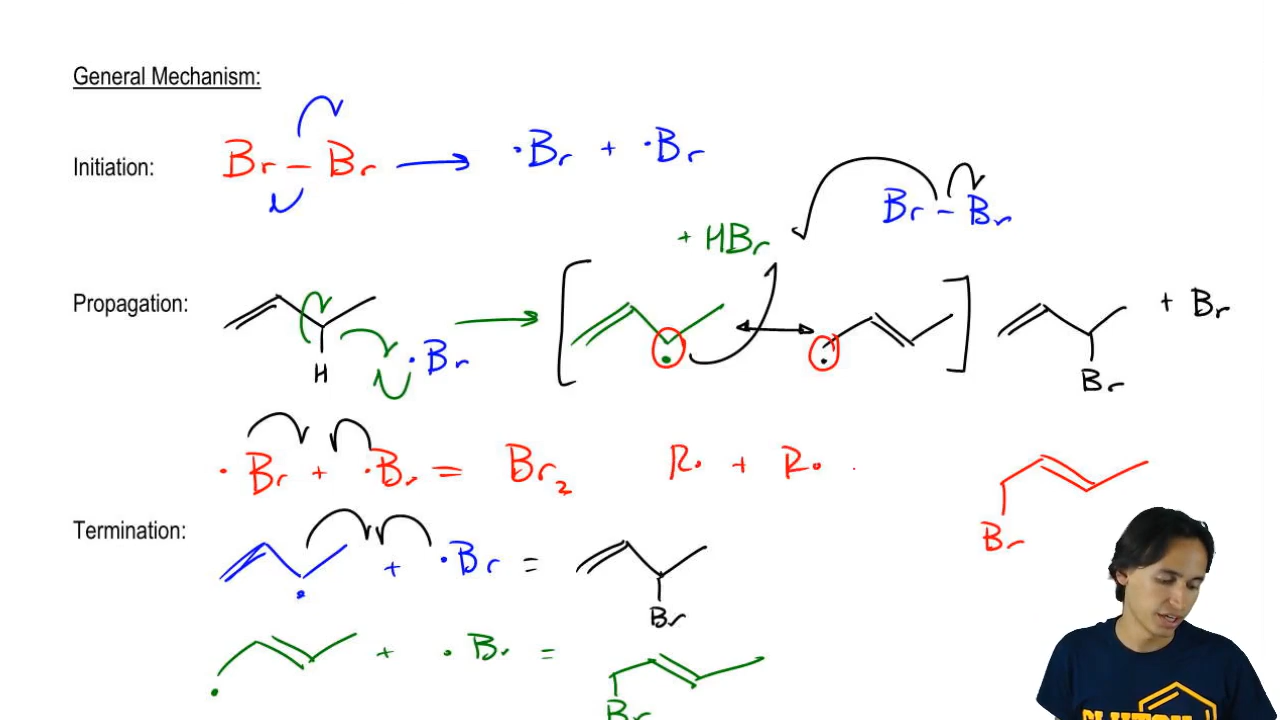 General Mechanism:
Initiation: Br – Br → ·Br + ·Br
Br – Br
+ HBr
Propagation: H ·Br → [ · ↔ · ] Br + Br
·Br + ·Br = Br₂ R· + R·
Br
Termination: · + ·Br = Br
· + ·Br = Br
CLUTCH